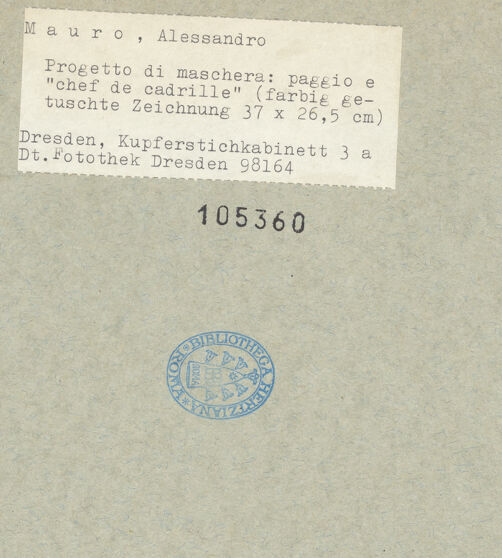 M a u r o , Alessandro
Progetto di maschera: paggio e
"chef de cadrille" (farbig ge-
tuschte Zeichnung 37 x 26,5 cm)
Dresden, Kupferstichkabinett 3 a
Dt.Fotothek Dresden 98164
105360
BIBLIOTHECA HERTZIANA * ROMA *